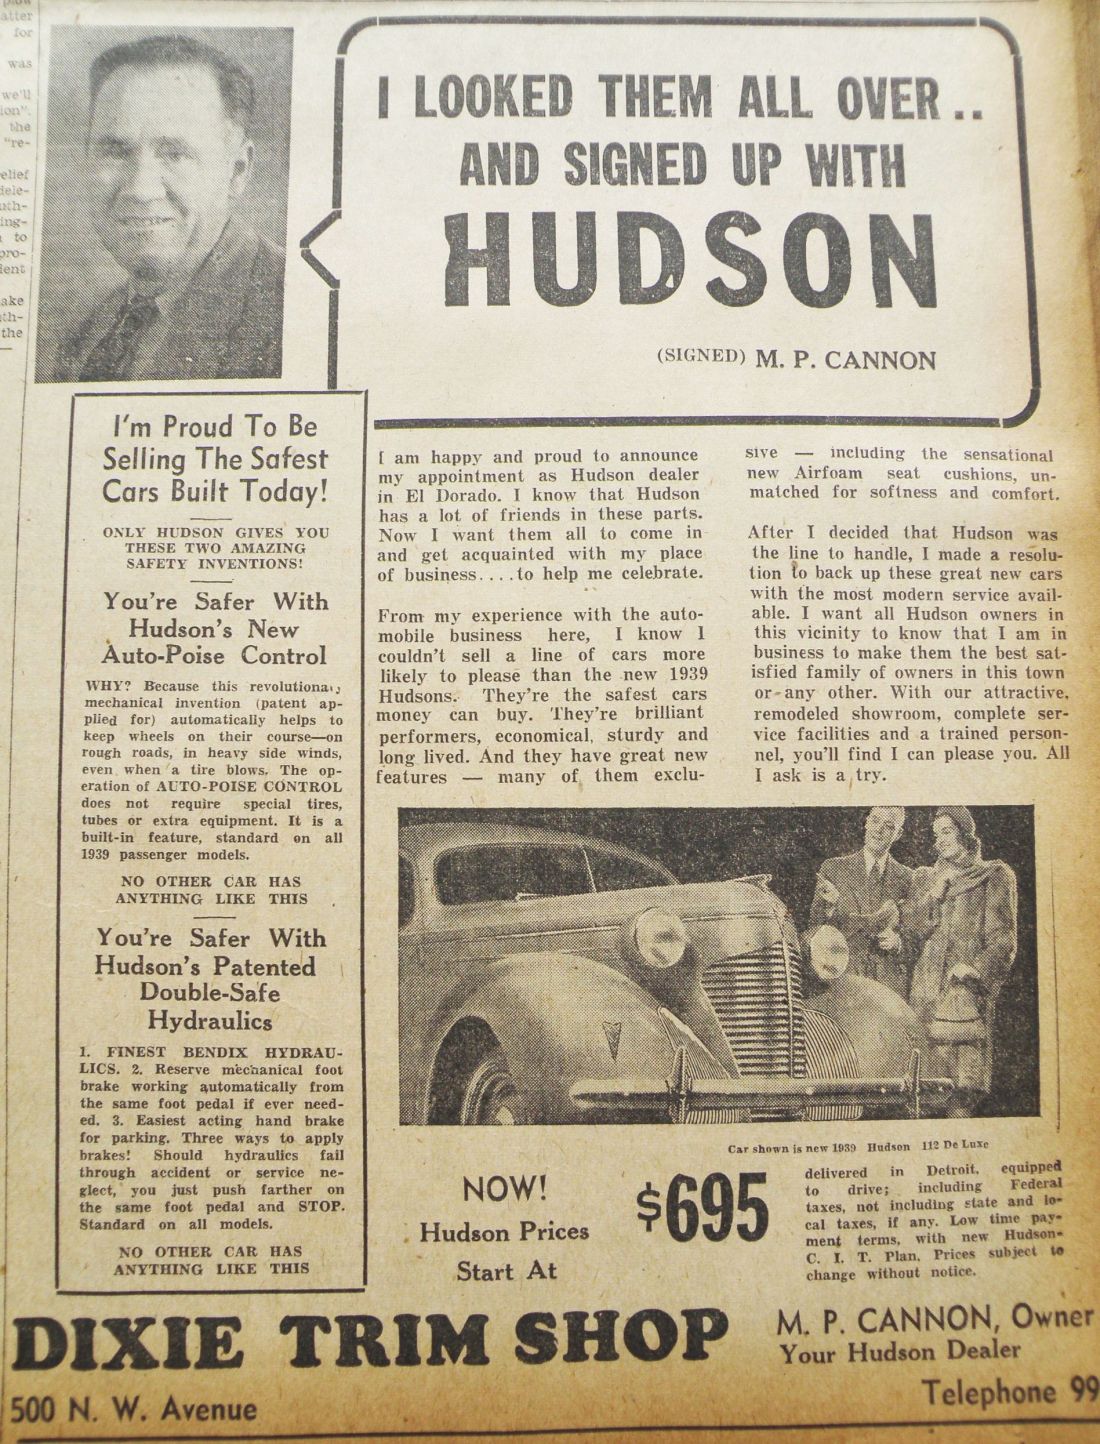 atter
for
was
we'll
ion".
the
"re-
elief
dele-
uth-
ing-
to
pro-
dent
ake
uth-
the
I LOOKED THEM ALL OVER..
AND SIGNED UP WITH
HUDSON
(SIGNED) M. P. CANNON
I'm Proud To Be
Selling The Safest
Cars Built Today!
ONLY HUDSON GIVES YOU
THESE TWO AMAZING
SAFETY INVENTIONS!
You're Safer With
Hudson's New
Auto-Poise Control
WHY? Because this revolutionary
mechanical invention (patent ap-
plied for) automatically helps to
keep wheels on their course—on
rough roads, in heavy side winds,
even when a tire blows. The op-
eration of AUTO-POISE CONTROL
does not require special tires,
tubes or extra equipment. It is a
built-in feature, standard on all
1939 passenger models.
NO OTHER CAR HAS
ANYTHING LIKE THIS
You're Safer With
Hudson's Patented
Double-Safe
Hydraulics
1. FINEST BENDIX HYDRAU-
LICS. 2. Reserve mechanical foot
brake working automatically from
the same foot pedal if ever need-
ed. 3. Easiest acting hand brake
for parking. Three ways to apply
brakes! Should hydraulics fail
through accident or service ne-
glect, you just push farther on
the same foot pedal and STOP.
Standard on all models.
NO OTHER CAR HAS
ANYTHING LIKE THIS
I am happy and proud to announce
my appointment as Hudson dealer
in El Dorado. I know that Hudson
has a lot of friends in these parts.
Now I want them all to come in
and get acquainted with my place
of business....to help me celebrate.
From my experience with the auto-
mobile business here, I know I
couldn't sell a line of cars more
likely to please than the new 1939
Hudsons. They're the safest cars
money can buy. They're brilliant
performers, economical, sturdy and
long lived. And they have great new
features — many of them exclu-
sive — including the sensational
new Airfoam seat cushions, un-
matched for softness and comfort.
After I decided that Hudson was
the line to handle, I made a resolu-
tion to back up these great new cars
with the most modern service avail-
able. I want all Hudson owners in
this vicinity to know that I am in
business to make them the best sat-
isfied family of owners in this town
or any other. With our attractive,
remodeled showroom, complete ser-
vice facilities and a trained person-
nel, you'll find I can please you. All
I ask is a try.
Car shown is new 1939 Hudson 112 De Luxe
NOW!
Hudson Prices
Start At
$695
delivered in Detroit, equipped
to drive; including Federal
taxes, not including state and lo-
cal taxes, if any. Low time pay-
ment terms, with new Hudson-
C. I. T. Plan. Prices subject to
change without notice.
DIXIE TRIM SHOP
500 N. W. Avenue
M. P. CANNON, Owner
Your Hudson Dealer
Telephone 99